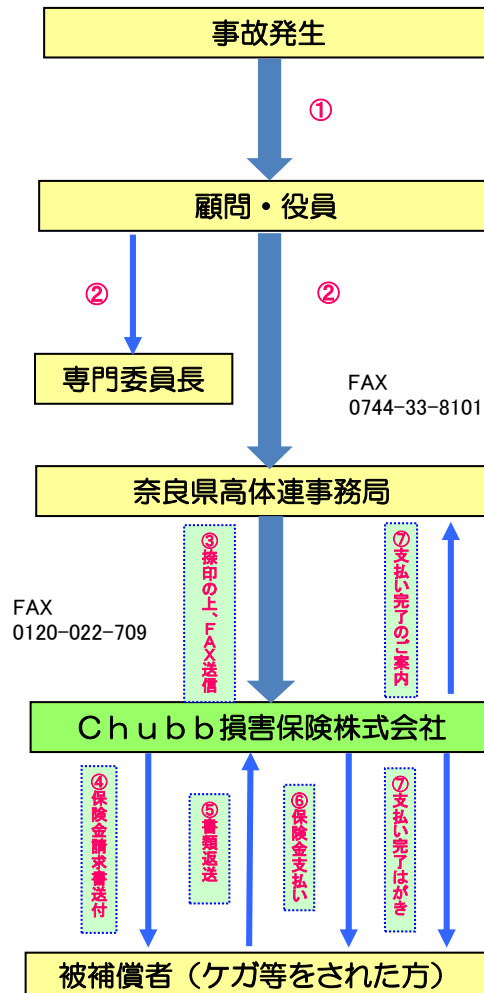 事故発生
①
顧問・役員
②
②
専門委員長
FAX
0744-33-8101
奈良県高体連事務局
③捺印の上、FAX送信
⑦支払い完了のご案内
FAX
0120-022-709
Ｃｈｕｂｂ損害保険株式会社
④保険金請求書送付
⑤書類返送
⑥保険金支払い
⑦支払い完了はがき
被補償者（ケガ等をされた方）